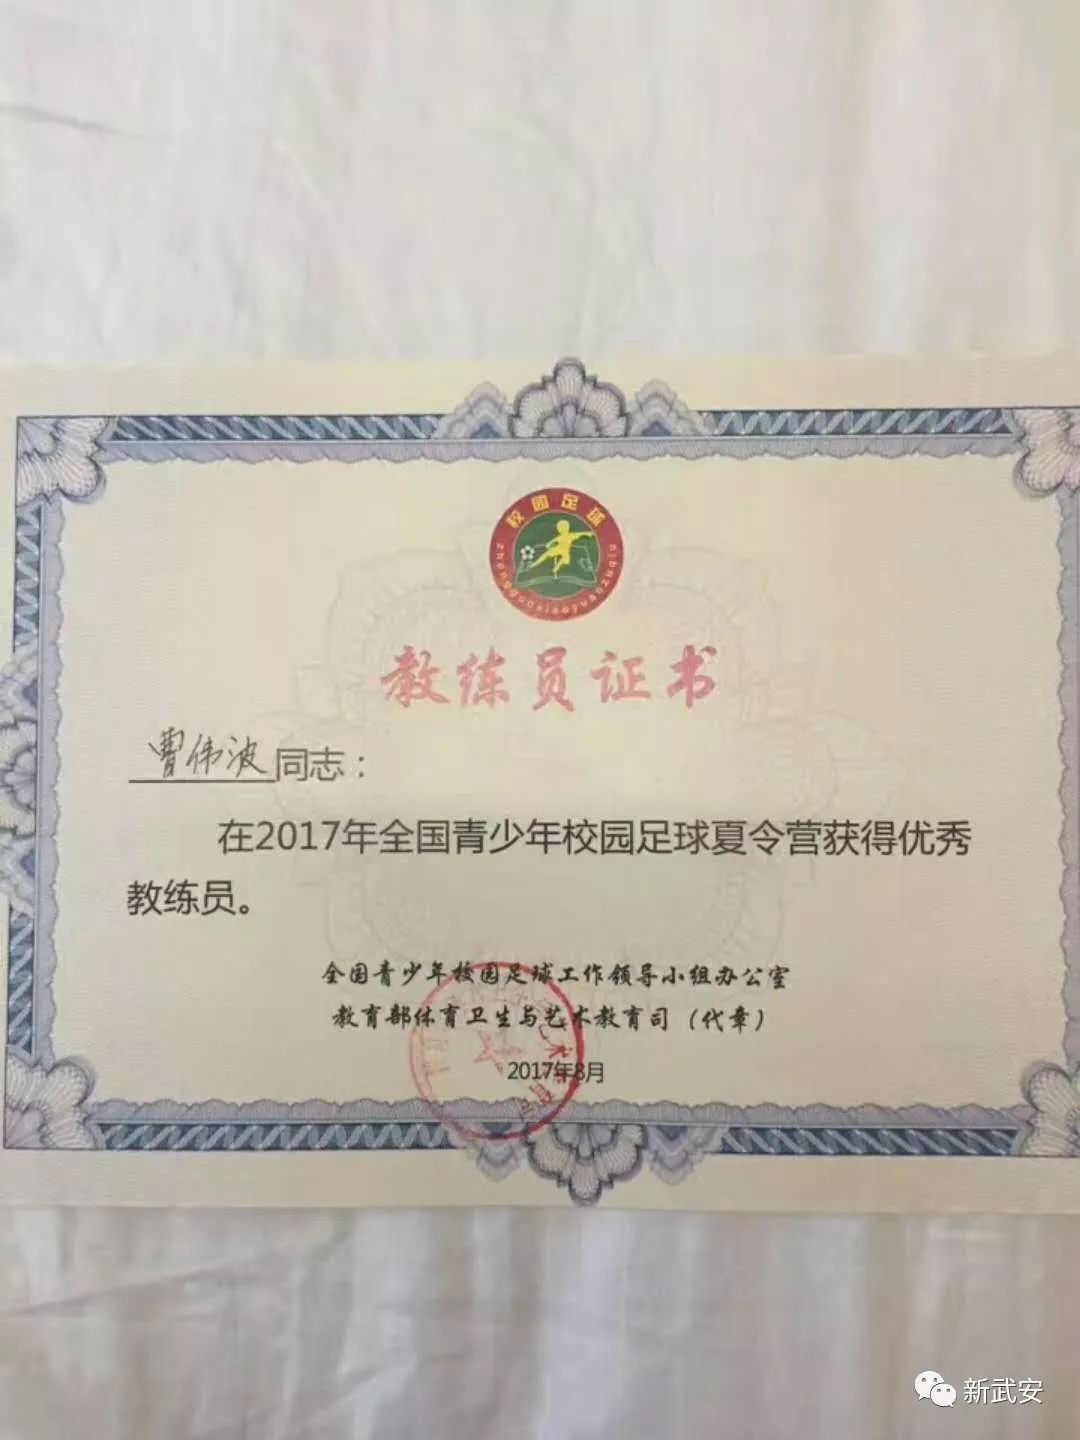 校园足球
zhongguoxiaoyuanzuqiu
教练员证书
曹伟波同志：
在2017年全国青少年校园足球夏令营获得优秀
教练员。
全国青少年校园足球工作领导小组办公室
教育部体育卫生与艺术教育司（代章）
2017年8月
新武安